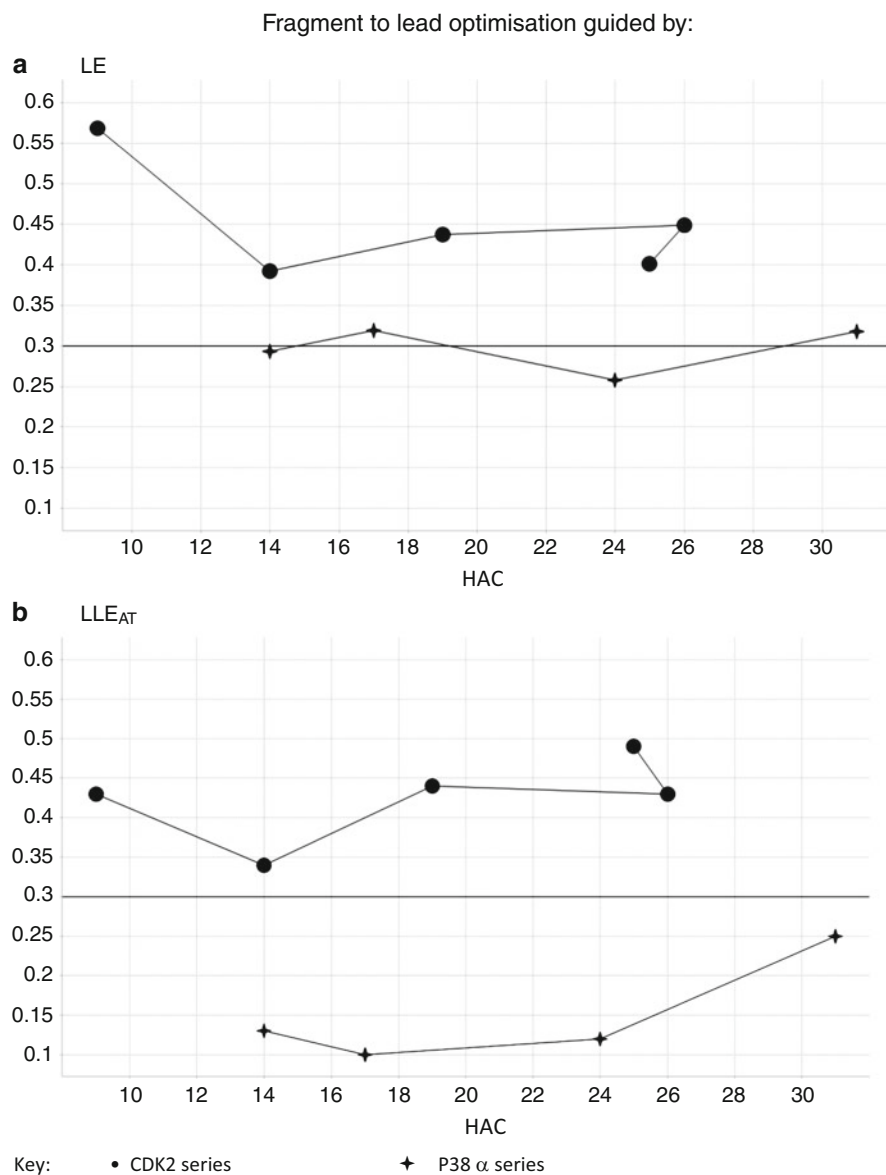 Fragment to lead optimisation guided by:
a LE
0.6
0.55
0.5
0.45
0.4
0.35
0.3
0.25
0.2
0.15
0.1
10 12 14 16 18 20 22 24 26 28 30
HAC
b LLEAT
0.6
0.55
0.5
0.45
0.4
0.35
0.3
0.25
0.2
0.15
0.1
10 12 14 16 18 20 22 24 26 28 30
HAC
Key: CDK2 series P38 α series